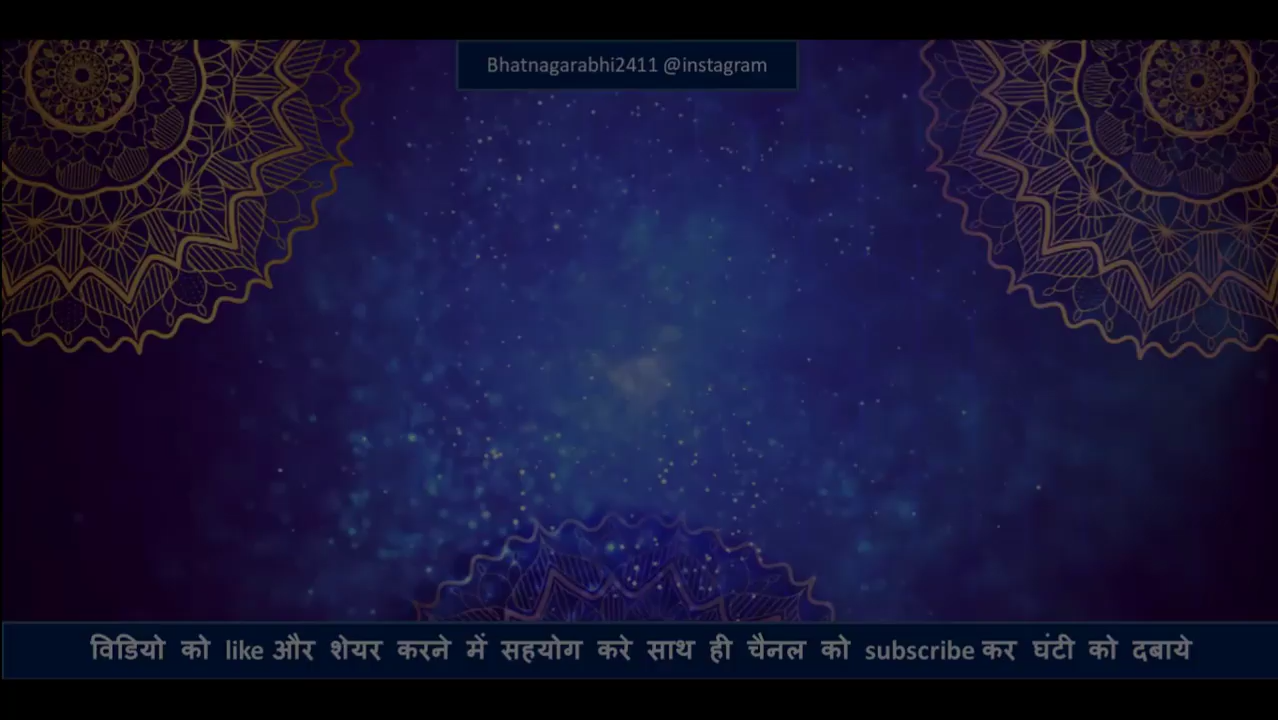 Bhatnagarabhi2411 @instagram
विडियो को like और शेयर करने में सहयोग करे साथ ही चैनल को subscribe कर घंटी को दबाये